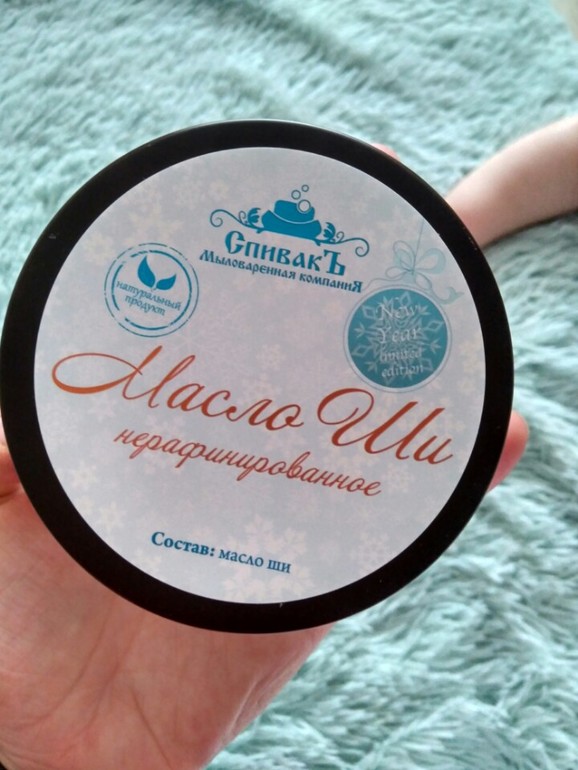 СпивакЪ
Мыловаренная компаниЯ
натуральный
продукт
New
Year
limited
edition
Масло Ши
нерафинированное
Состав: масло ши